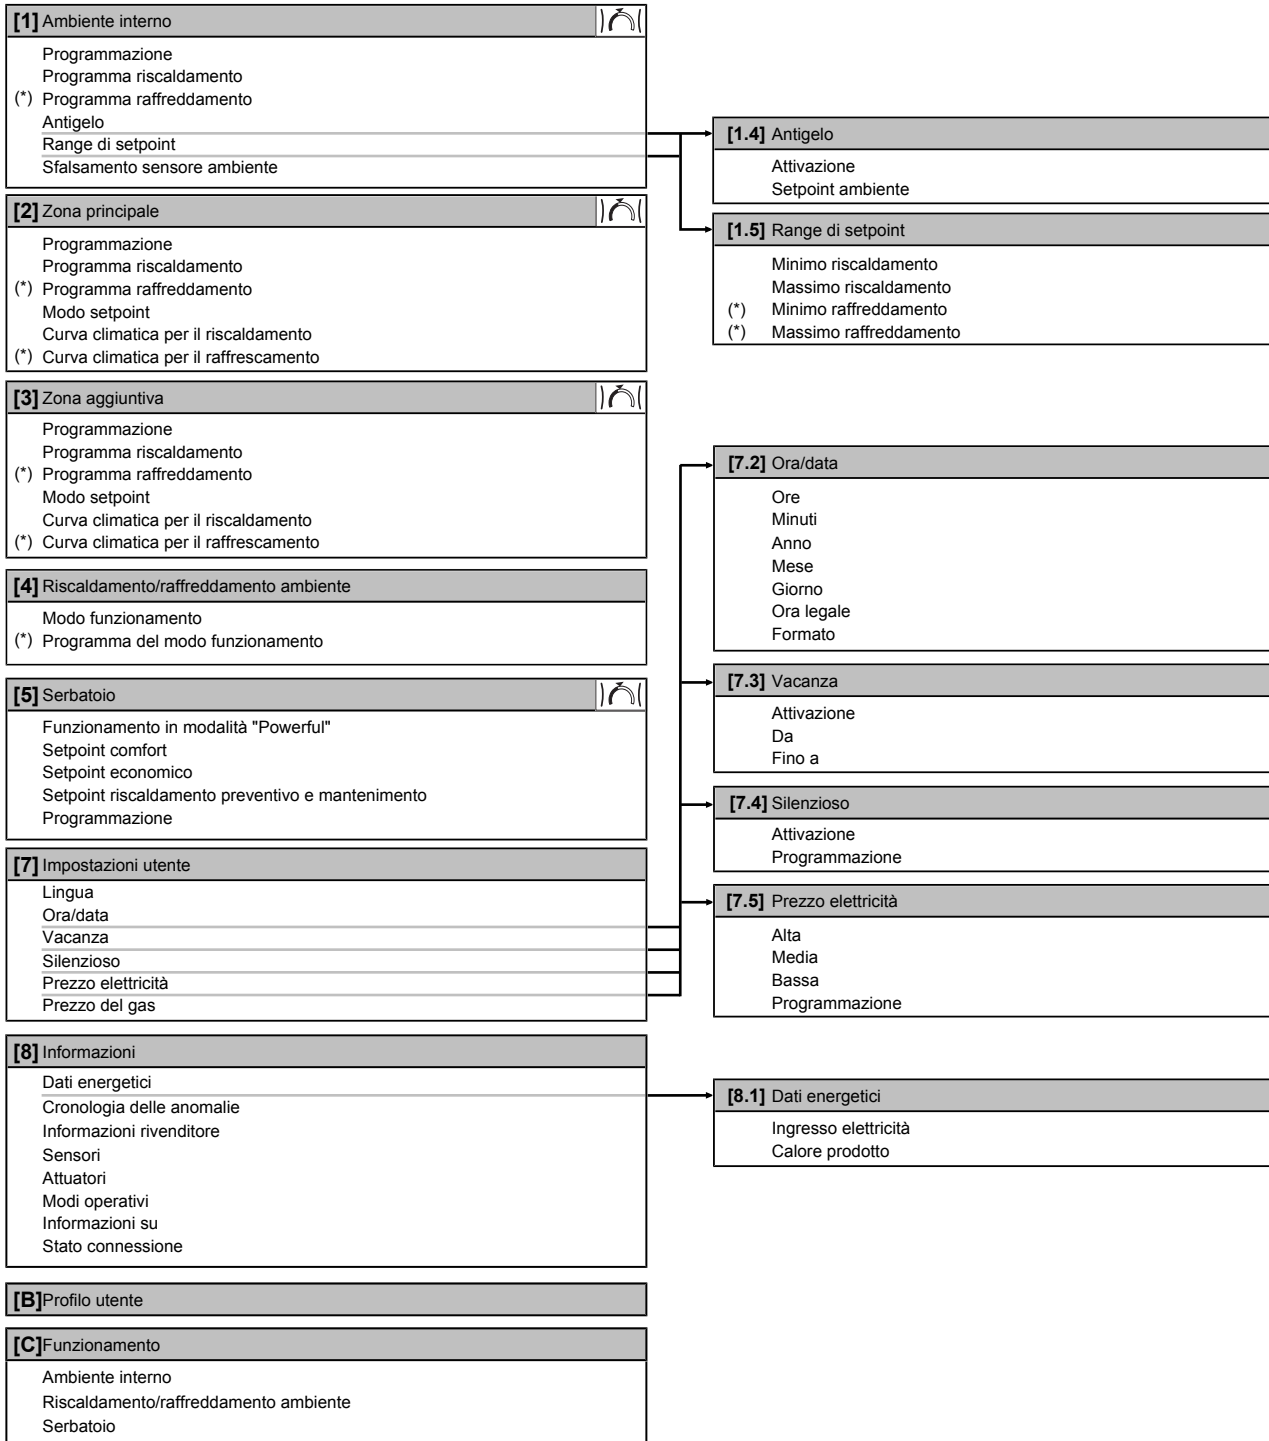 [1] Ambiente interno
Programmazione
Programma riscaldamento
(*) Programma raffreddamento
Antigelo
Range di setpoint
Sfalsamento sensore ambiente
[2] Zona principale
Programmazione
Programma riscaldamento
(*) Programma raffreddamento
Modo setpoint
Curva climatica per il riscaldamento
(*) Curva climatica per il raffrescamento
[3] Zona aggiuntiva
Programmazione
Programma riscaldamento
(*) Programma raffreddamento
Modo setpoint
Curva climatica per il riscaldamento
(*) Curva climatica per il raffrescamento
[4] Riscaldamento/raffreddamento ambiente
Modo funzionamento
(*) Programma del modo funzionamento
[5] Serbatoio
Funzionamento in modalità "Powerful"
Setpoint comfort
Setpoint economico
Setpoint riscaldamento preventivo e mantenimento
Programmazione
[7] Impostazioni utente
Lingua
Ora/data
Vacanza
Silenzioso
Prezzo elettricità
Prezzo del gas
[8] Informazioni
Dati energetici
Cronologia delle anomalie
Informazioni rivenditore
Sensori
Attuatori
Modi operativi
Informazioni su
Stato connessione
[B] Profilo utente
[C] Funzionamento
Ambiente interno
Riscaldamento/raffreddamento ambiente
Serbatoio
[1.4] Antigelo
Attivazione
Setpoint ambiente
[1.5] Range di setpoint
Minimo riscaldamento
Massimo riscaldamento
(*) Minimo raffreddamento
(*) Massimo raffreddamento
[7.2] Ora/data
Ore
Minuti
Anno
Mese
Giorno
Ora legale
Formato
[7.3] Vacanza
Attivazione
Da
Fino a
[7.4] Silenzioso
Attivazione
Programmazione
[7.5] Prezzo elettricità
Alta
Media
Bassa
Programmazione
[8.1] Dati energetici
Ingresso elettricità
Calore prodotto